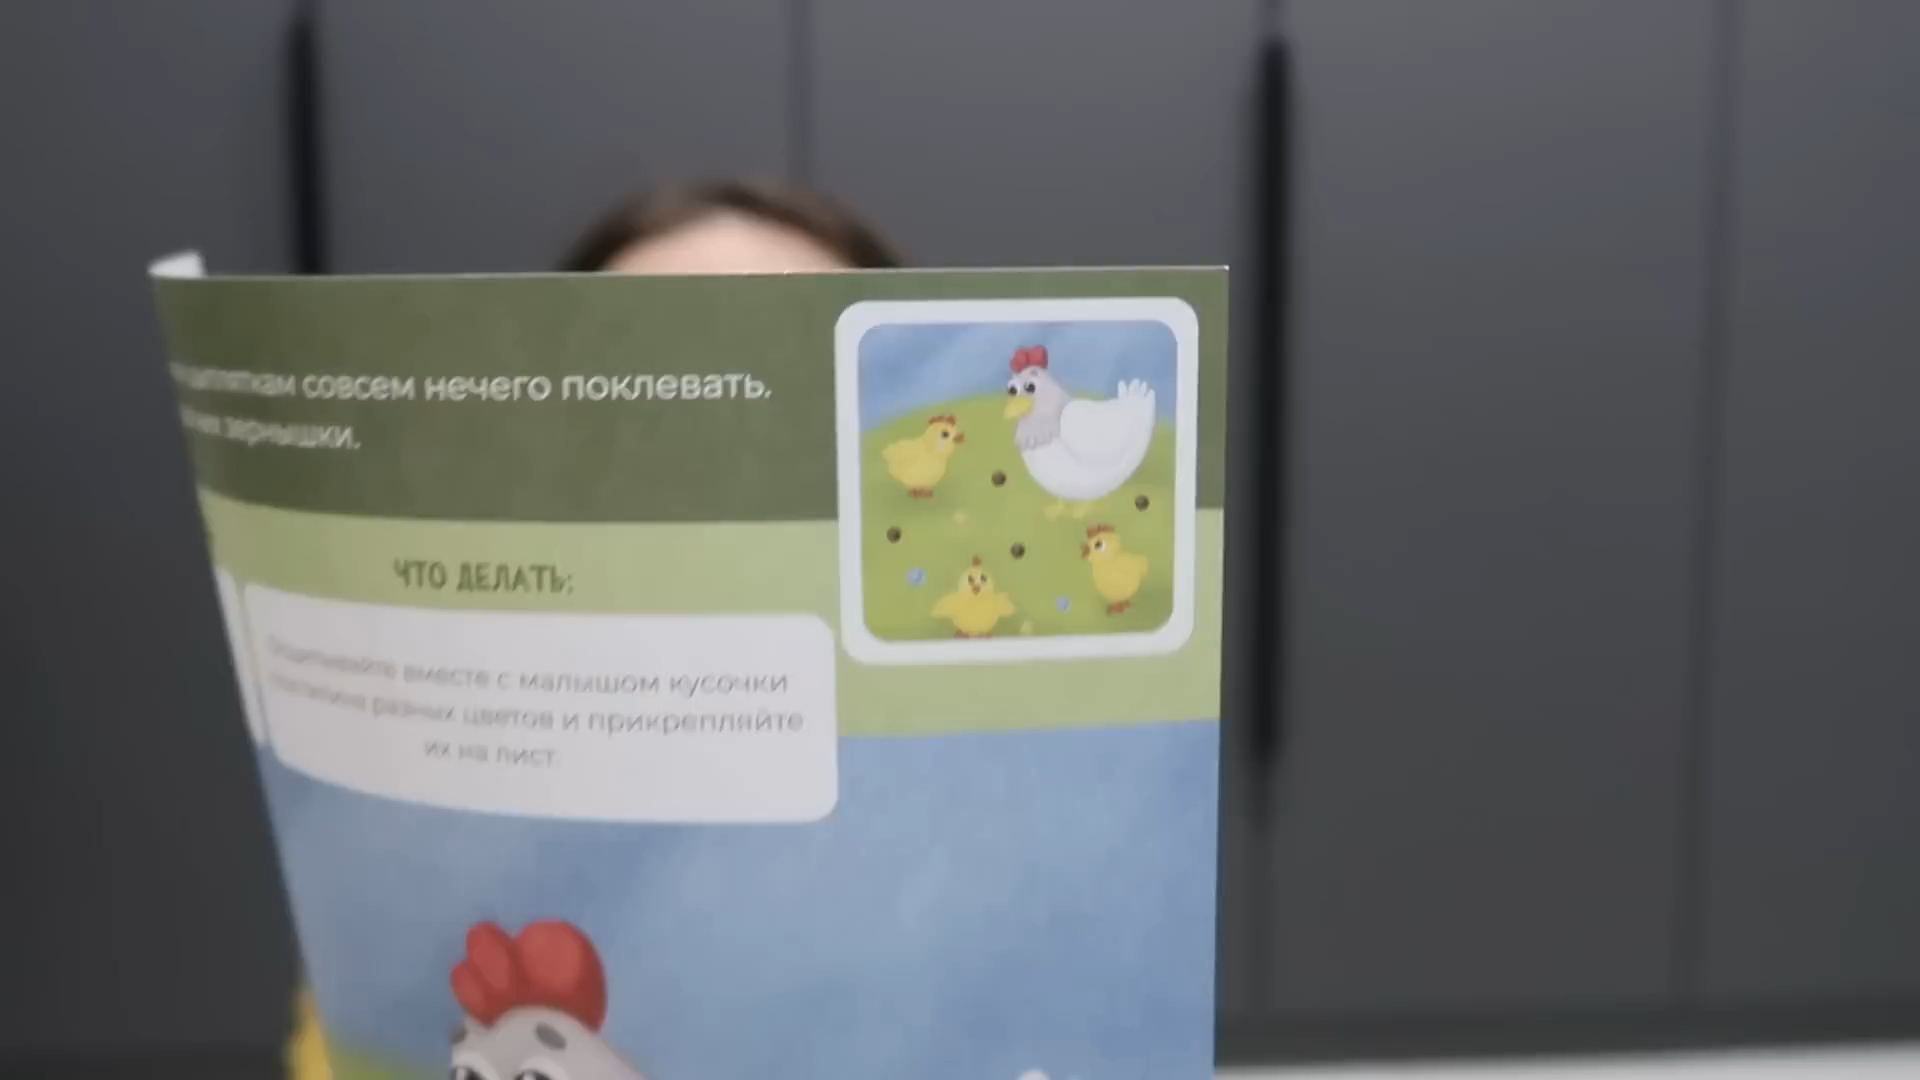 совсем нечего поклевать.
зернышки.
ЧТО ДЕЛАТЬ:
вместе с малышом кусочки
разных цветов и прикрепляйте
их на лист.